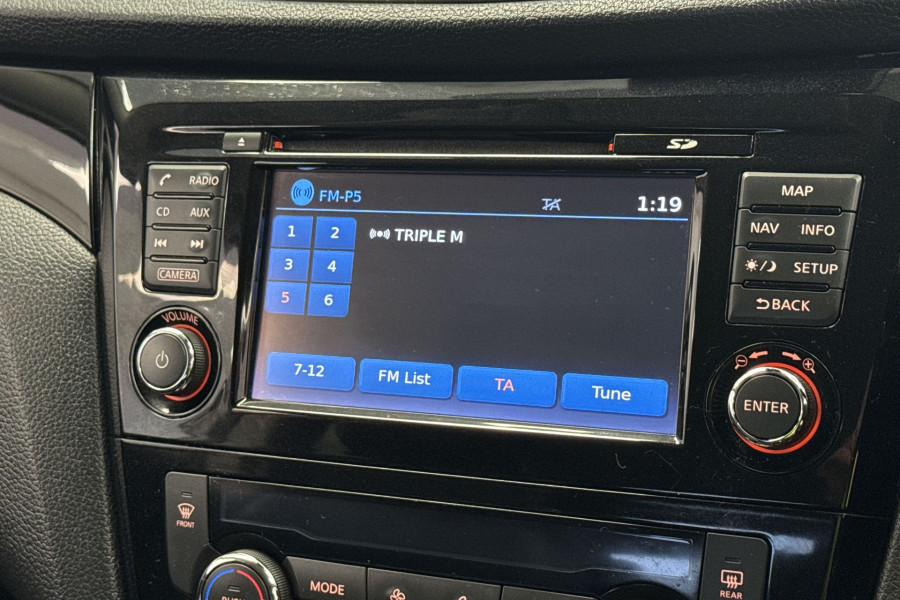 SD
RADIO
CD AUX
CAMERA
VOLUME
FM-P5 TA 1:19
1 2 TRIPLE M
3 4
5 6
7-12 FM List TA Tune
MAP
NAV INFO
SETUP
BACK
ENTER
FRONT
MODE
REAR